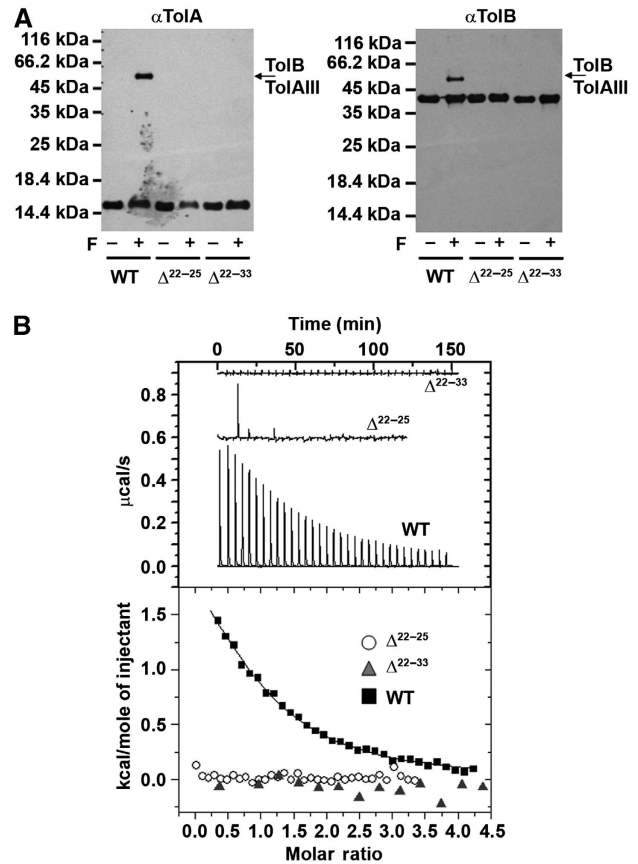 A
αTolA
116 kDa
66.2 kDa
45 kDa
35 kDa
25 kDa
18.4 kDa
14.4 kDa
TolB
TolAIII
F – + – + – +
WT Δ22–25 Δ22–33
αTolB
116 kDa
66.2 kDa
45 kDa
35 kDa
25 kDa
18.4 kDa
14.4 kDa
TolB
TolAIII
F – + – + – +
WT Δ22–25 Δ22–33
B
Time (min)
0 50 100 150
Δ22–33
Δ22–25
WT
0.8
0.6
0.4
0.2
0.0
μcal/s
Δ22–25
Δ22–33
WT
1.5
1.0
0.5
0.0
kcal/mole of injectant
0.0 0.5 1.0 1.5 2.0 2.5 3.0 3.5 4.0 4.5
Molar ratio